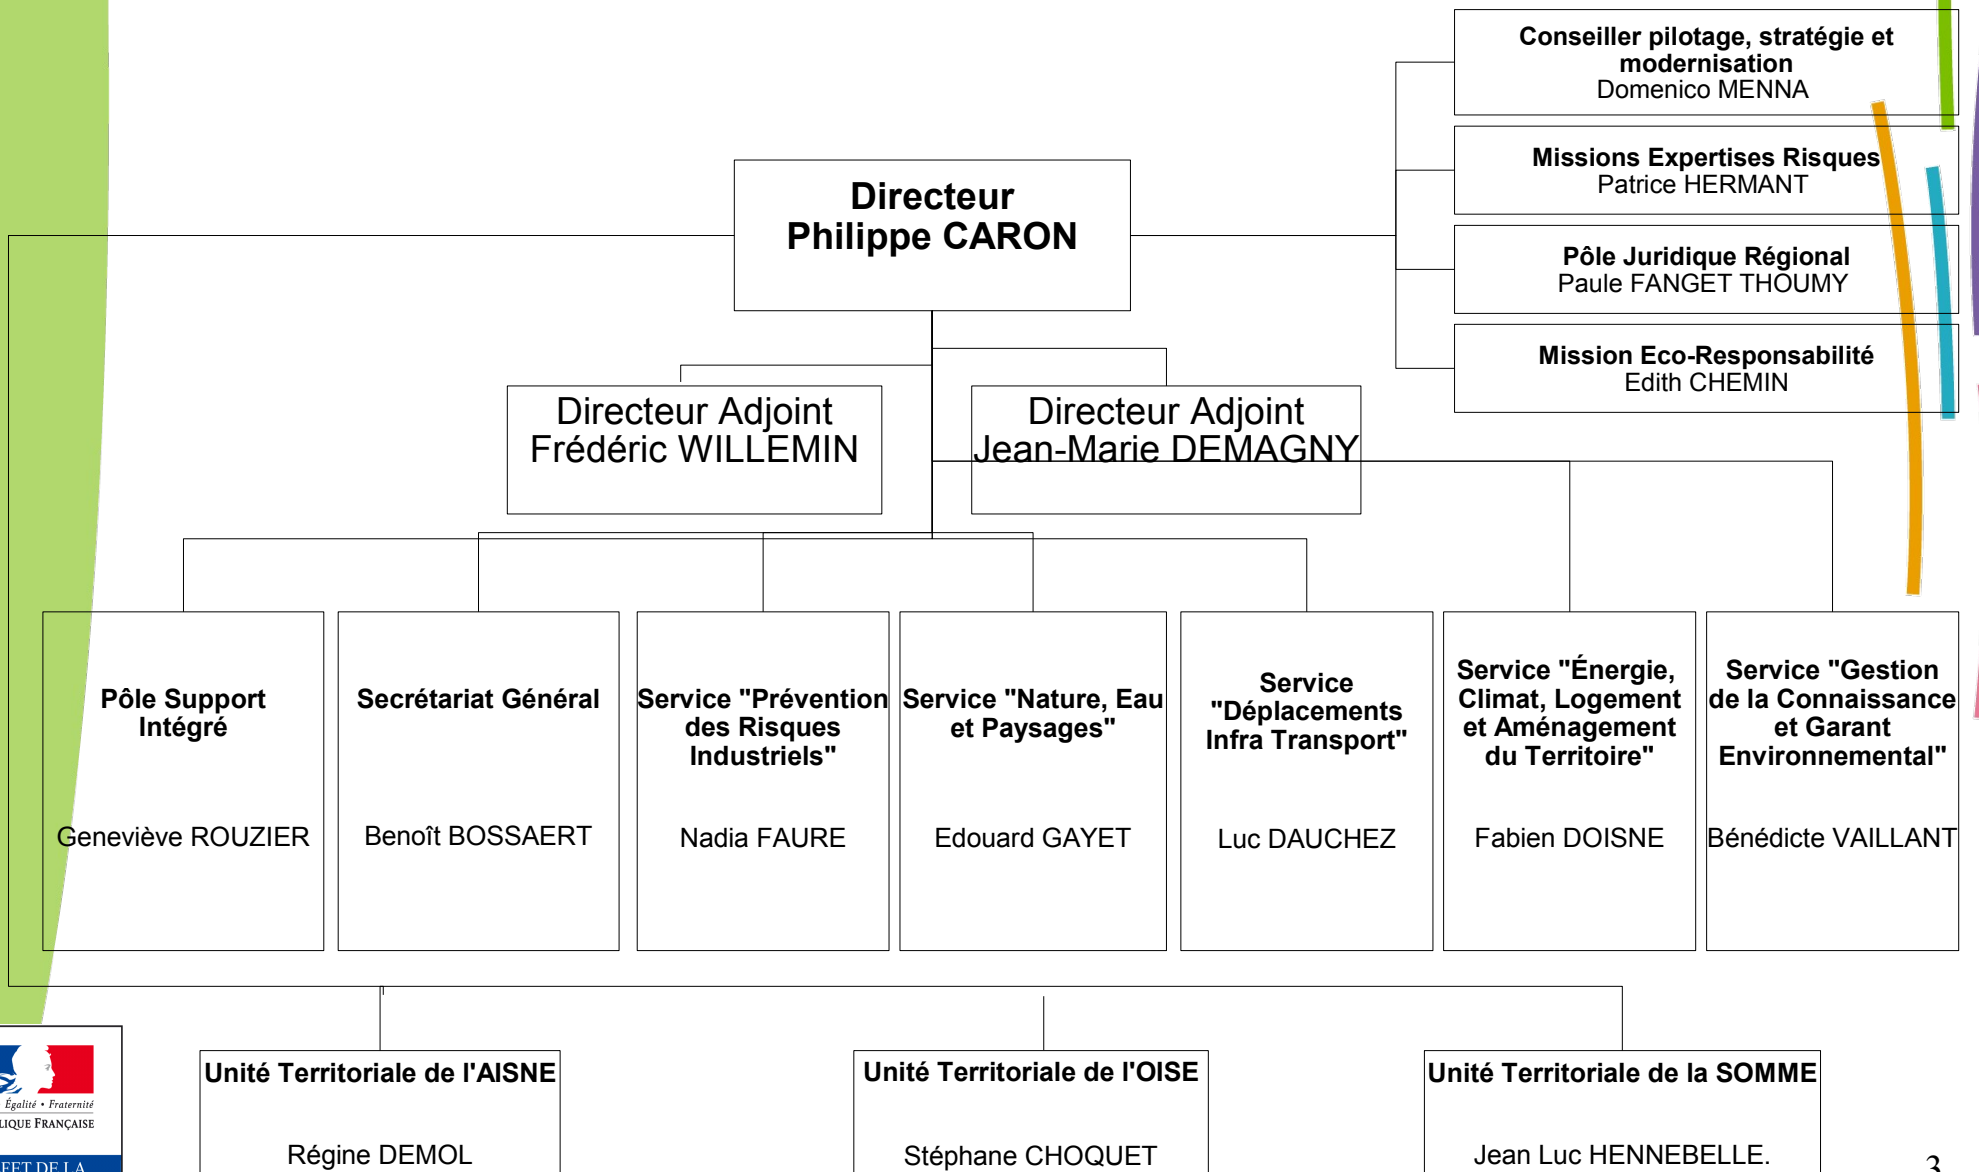 Conseiller pilotage, stratégie et
modernisation
Domenico MENNA
Missions Expertises Risques
Patrice HERMANT
Directeur
Philippe CARON
Pôle Juridique Régional
Paule FANGET THOUMY
Mission Eco-Responsabilité
Edith CHEMIN
Directeur Adjoint
Frédéric WILLEMIN
Directeur Adjoint
Jean-Marie DEMAGNY
Pôle Support
Intégré
Geneviève ROUZIER
Secrétariat Général
Benoît BOSSAERT
Service "Prévention
des Risques
Industriels"
Nadia FAURE
Service "Nature, Eau
et Paysages"
Edouard GAYET
Service
"Déplacements
Infra Transport"
Luc DAUCHEZ
Service "Énergie,
Climat, Logement
et Aménagement
du Territoire"
Fabien DOISNE
Service "Gestion
de la Connaissance
et Garant
Environnemental"
Bénédicte VAILLANT
Unité Territoriale de l'AISNE
Régine DEMOL
Unité Territoriale de l'OISE
Stéphane CHOQUET
Unité Territoriale de la SOMME
Jean Luc HENNEBELLE.
Égalité • Fraternité
LIQUE FRANÇAISE
DE LA
3